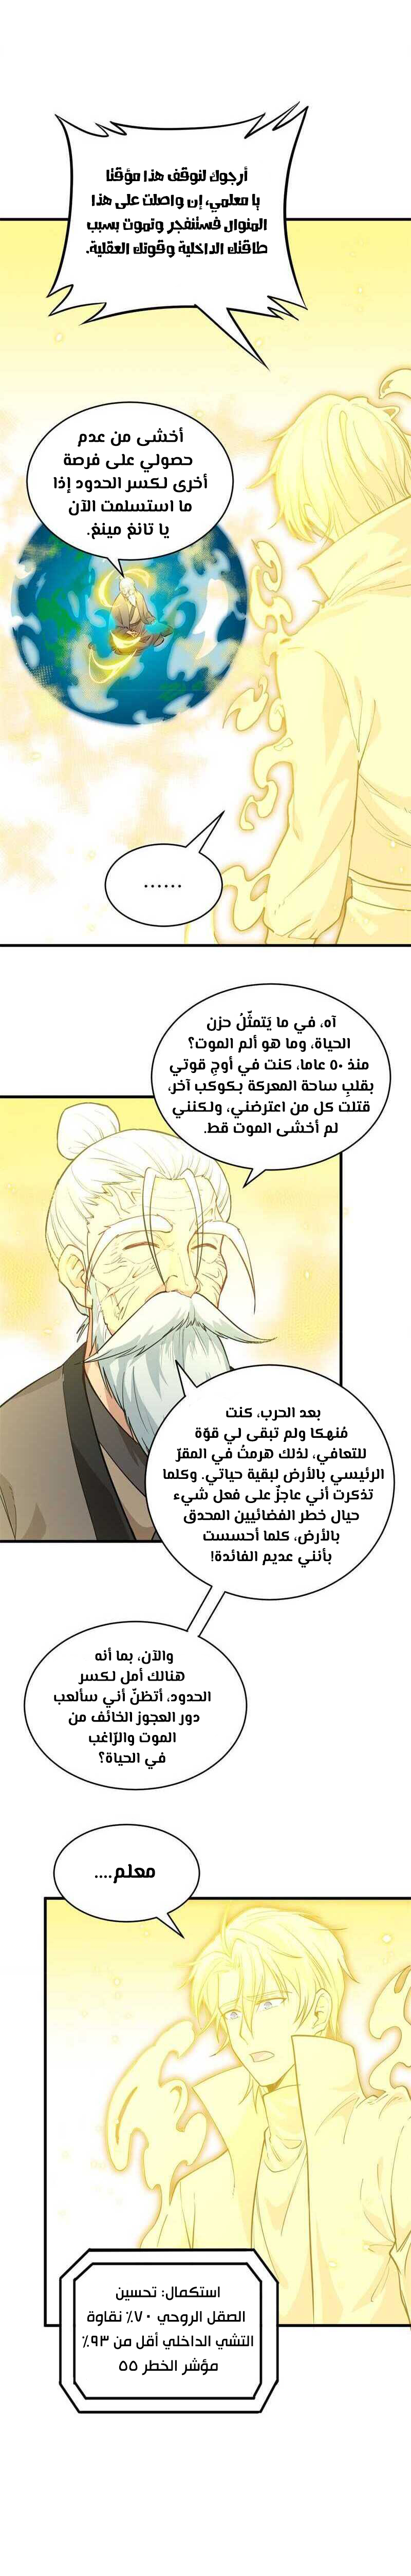 أرجوك لنوقف هذا مؤقتا
يا معلمي، إن واصلت على هذا
المنوال فستنفجر وتموت بسبب
طاقتك الداخلية وقوتك العقلية.
أخشى من عدم
حصولي على فرصة
أخرى لكسر الحدود إذا
ما استسلمت الآن
يا تانغ مينغ.
......
آه، في ما يَتمثّلُ حزن
الحياة، وما هو ألم الموت؟
منذ ٥٠ عاما، كنت في أوجِ قوتي
بقلبِ ساحة المعركة بكوكب آخر،
قتلت كل من اعترضني، ولكنني
لم أخشى الموت قط.
بعد الحرب، كنت
مُنهكا ولم تبقى لي قوّة
للتعافي، لذلك هرمتُ في المقرّ
الرئيسي بالأرض لبقية حياتي. وكلما
تذكرت أني عاجزٌ على فعل شيء
حيال خطر الفضائيين المحدق
بالأرض، كلما أحسست
بأنني عديم الفائدة!
والآن، بما أنه
هنالك أمل لكسر
الحدود، أتظنّ أني سألعب
دور العجوز الخائف من
الموت والرّاغب
في الحياة؟
معلم....
استكمال: تحسين
الصقل الروحي ٧٠٪ نقاوة
التشي الداخلي أقل من ٩٣٪
مؤشر الخطر ٥٥